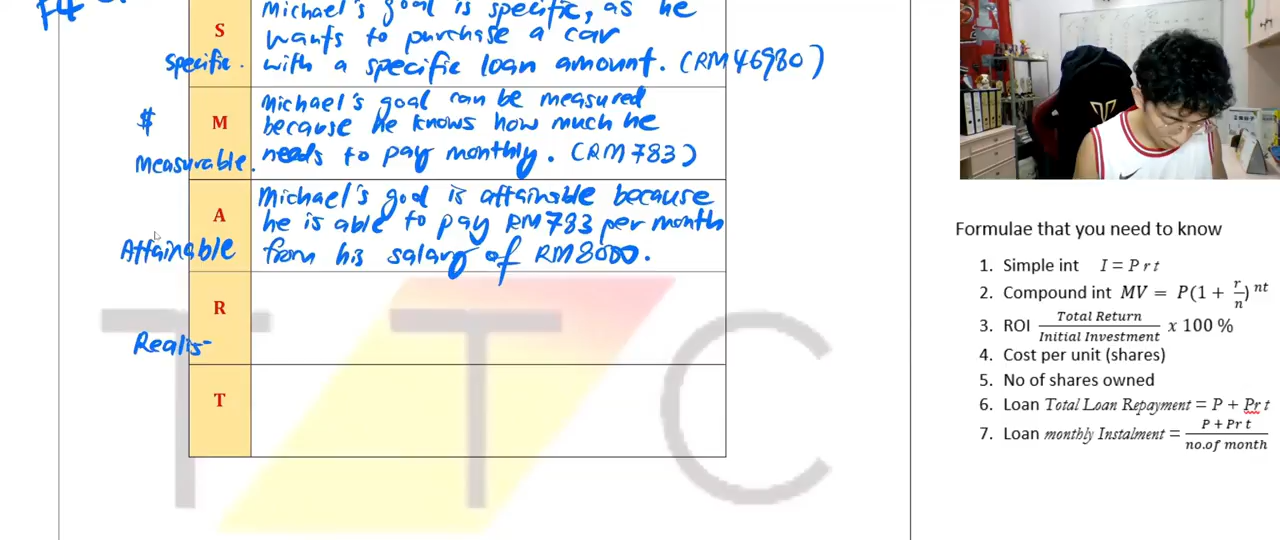 F4
S
Michael's goal is specific, as he
wants to purchase a car
Specific. with a specific loan amount. (RM46980)
$
M
Measurable.
Michael's goal can be measured
because he knows how much he
needs to pay monthly. (RM783)
A
Attainable
Michael's goal is attainable because
he is able to pay RM783 per month
from his salary of RM8000.
R
Realis-
T
TTC
Formulae that you need to know
1. Simple int I = P r t
2. Compound int MV = P(1 + r/n)^nt
3. ROI Total Return/Initial Investment x 100 %
4. Cost per unit (shares)
5. No of shares owned
6. Loan Total Loan Repayment = P + Pr t
7. Loan monthly Instalment = P + Pr t/no.of month